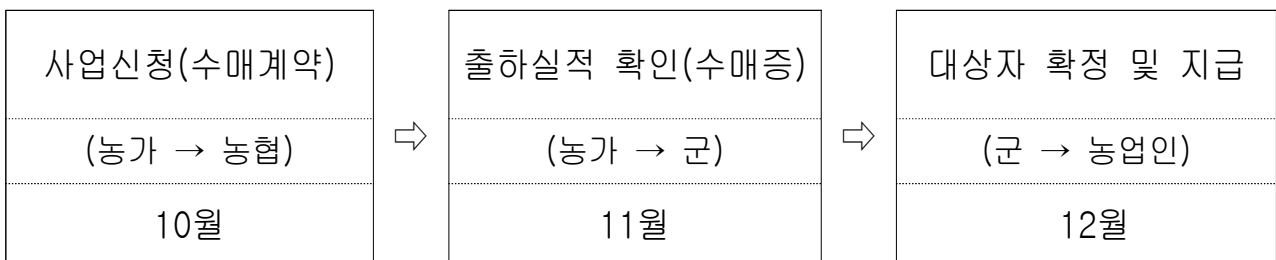 사업신청(수매계약)
(농가 → 농협)
10월
⇨
출하실적 확인(수매증)
(농가 → 군)
11월
⇨
대상자 확정 및 지급
(군 → 농업인)
12월